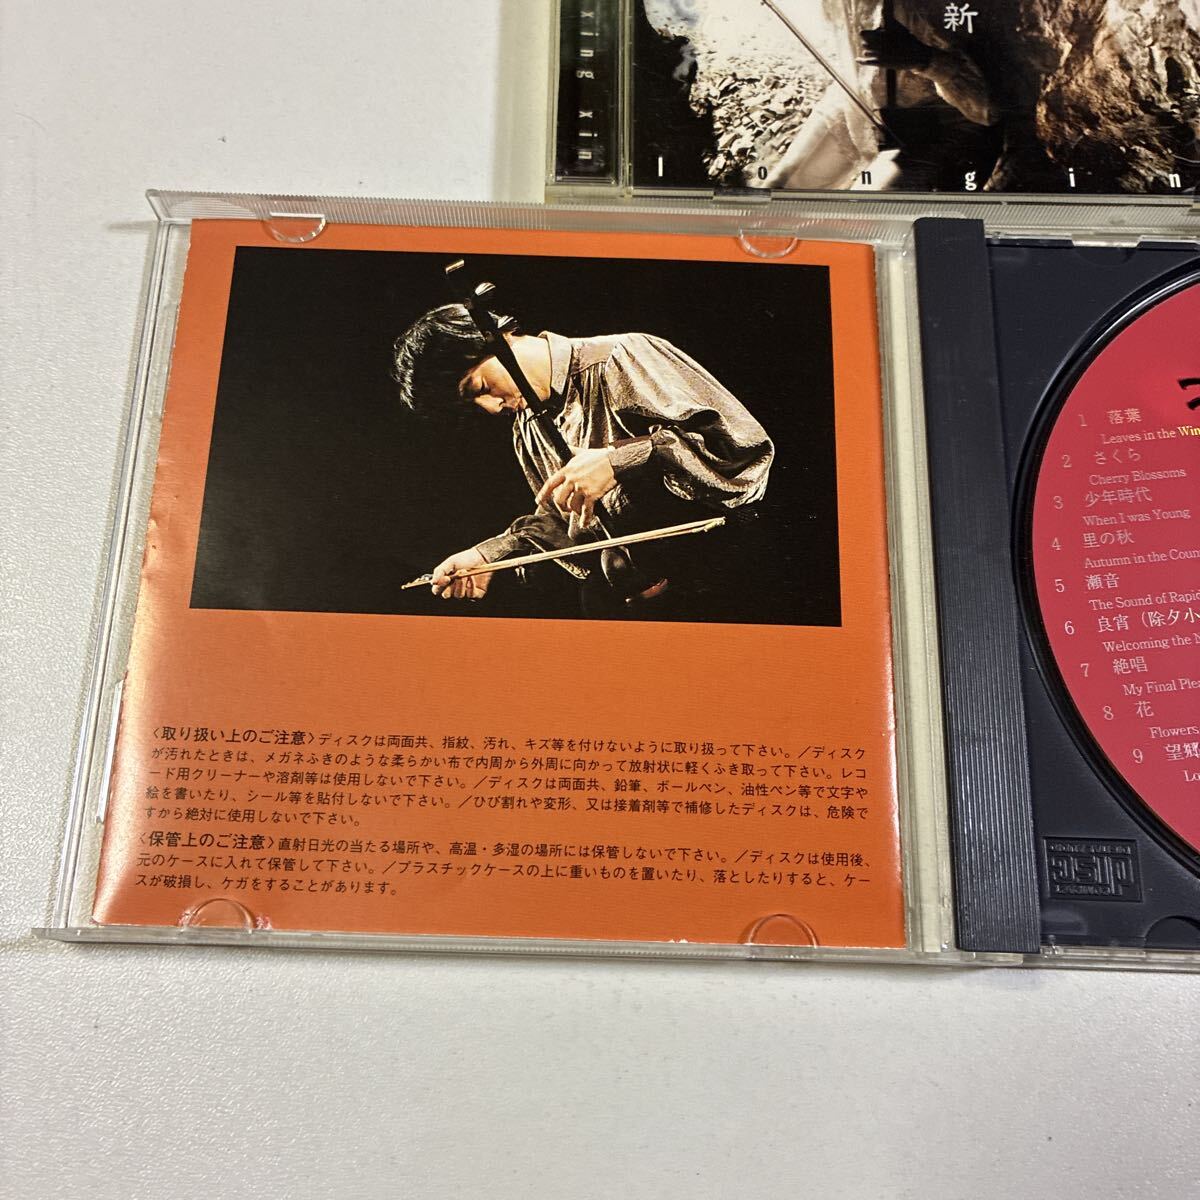 xing xin
新
longin
〈取り扱い上のご注意〉ディスクは両面共、指紋、汚れ、キズ等を付けないように取り扱って下さい。／ディスク
が汚れたときは、メガネふきのような柔らかい布で内周から外周に向かって放射状に軽くふき取って下さい。レコ
ード用クリーナーや溶剤等は使用しないで下さい。／ディスクは両面共、鉛筆、ボールペン、油性ペン等で文字や
絵を書いたり、シール等を貼付しないで下さい。／ひび割れや変形、又は接着剤等で補修したディスクは、危険で
すから絶対に使用しないで下さい。
〈保管上のご注意〉直射日光の当たる場所や、高温・多湿の場所には保管しないで下さい。／ディスクは使用後、
元のケースに入れて保管して下さい。／プラスチックケースの上に重いものを置いたり、落としたりすると、ケー
スが破損し、ケガをすることがあります。
1 落葉
Leaves in the Win
2 さくら
Cherry Blossoms
3 少年時代
When I was Young
4 里の秋
Autumn in the Coun
5 瀬音
The Sound of Rapid
6 良宵（除夕小
Welcoming the N
7 絶唱
My Final Plea
8 花
Flowers
9 望郷
Lo
disc